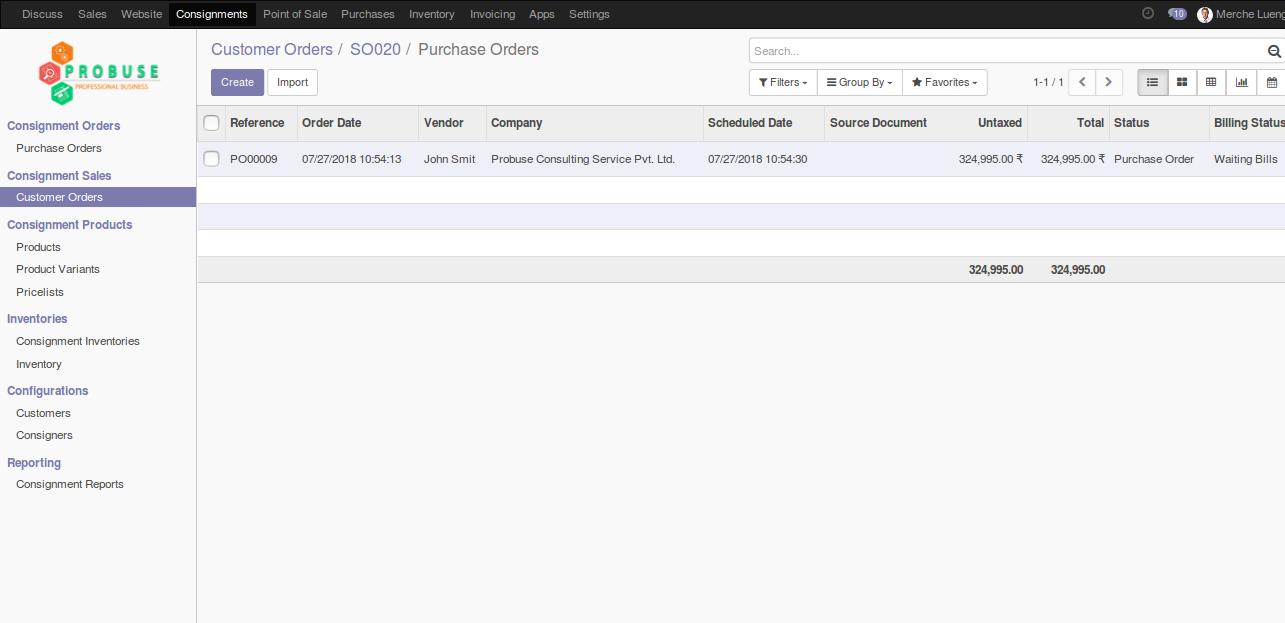 Discuss Sales Website Consignments Point of Sale Purchases Inventory Invoicing Apps Settings 10 Merche Lueng
PROBUSE
PROFESSIONAL BUSINESS
Customer Orders / SO020 / Purchase Orders
Search...
Create Import
Filters Group By Favorites 1-1 / 1
Consignment Orders
Purchase Orders
Consignment Sales
Customer Orders
Consignment Products
Products
Product Variants
Pricelists
Inventories
Consignment Inventories
Inventory
Configurations
Customers
Consigners
Reporting
Consignment Reports
Reference Order Date Vendor Company Scheduled Date Source Document Untaxed Total Status Billing Status
PO00009 07/27/2018 10:54:13 John Smit Probuse Consulting Service Pvt. Ltd. 07/27/2018 10:54:30 324,995.00 ₹ 324,995.00 ₹ Purchase Order Waiting Bills
324,995.00 324,995.00